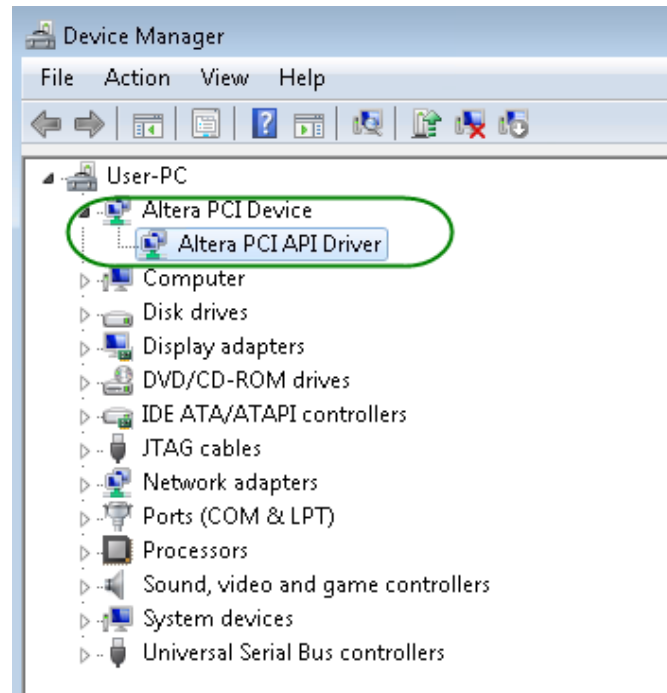 Device Manager
File Action View Help
User-PC
Altera PCI Device
Altera PCI API Driver
Computer
Disk drives
Display adapters
DVD/CD-ROM drives
IDE ATA/ATAPI controllers
JTAG cables
Network adapters
Ports (COM & LPT)
Processors
Sound, video and game controllers
System devices
Universal Serial Bus controllers